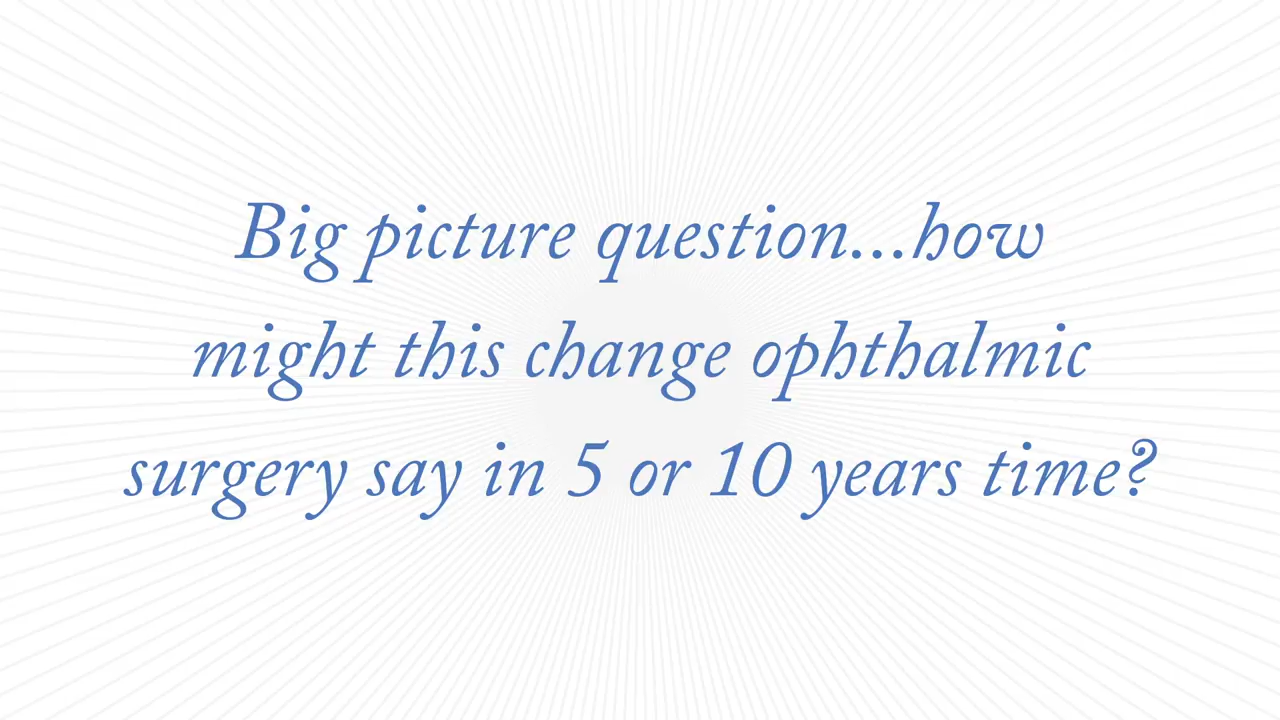 Big picture question...how
might this change ophthalmic
surgery say in 5 or 10 years time?